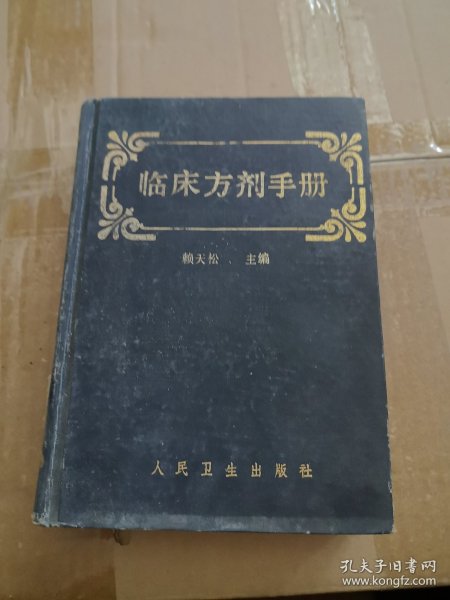 临床方剂手册
赖天松 主编
人民卫生出版社
孔夫子旧书网
www.kongfz.com